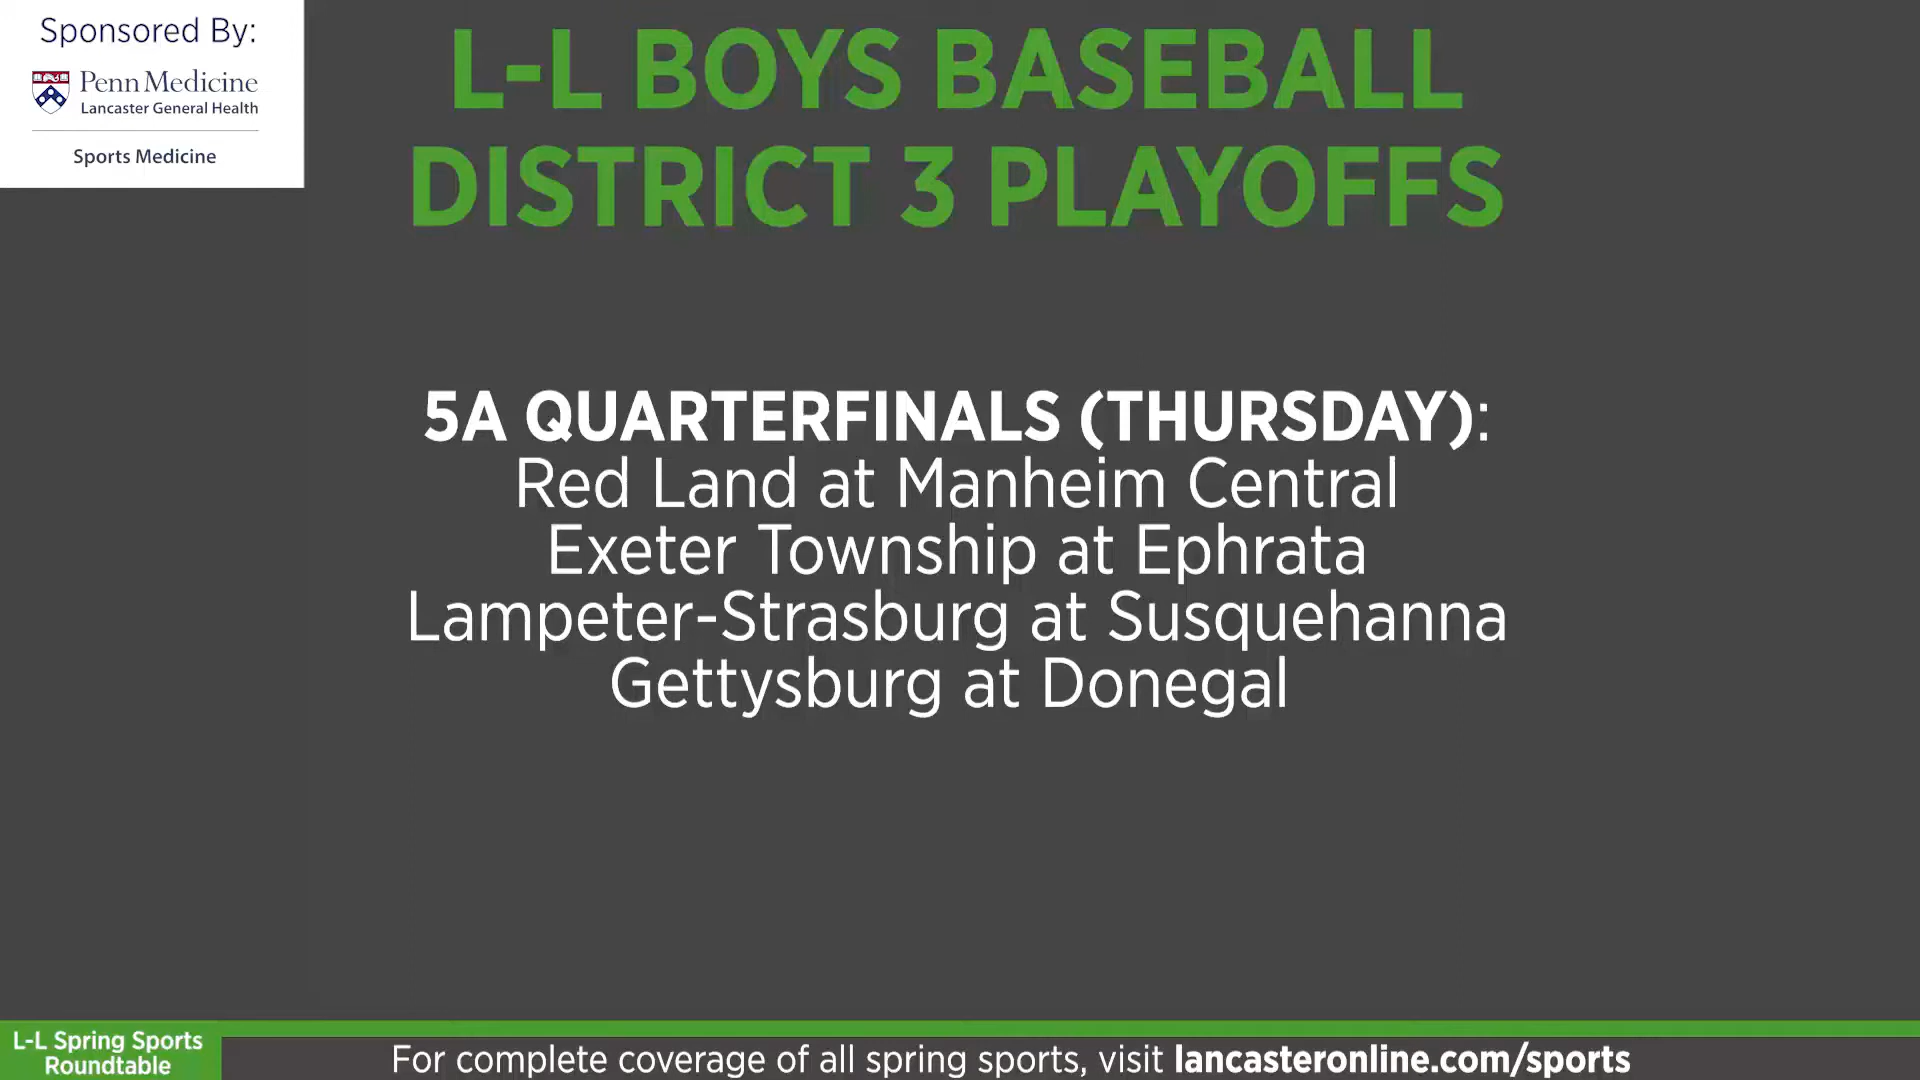 Sponsored By:
Penn Medicine
Lancaster General Health
Sports Medicine
L-L BOYS BASEBALL
DISTRICT 3 PLAYOFFS
5A QUARTERFINALS (THURSDAY):
Red Land at Manheim Central
Exeter Township at Ephrata
Lampeter-Strasburg at Susquehanna
Gettysburg at Donegal
L-L Spring Sports
Roundtable
For complete coverage of all spring sports, visit lancasteronline.com/sports